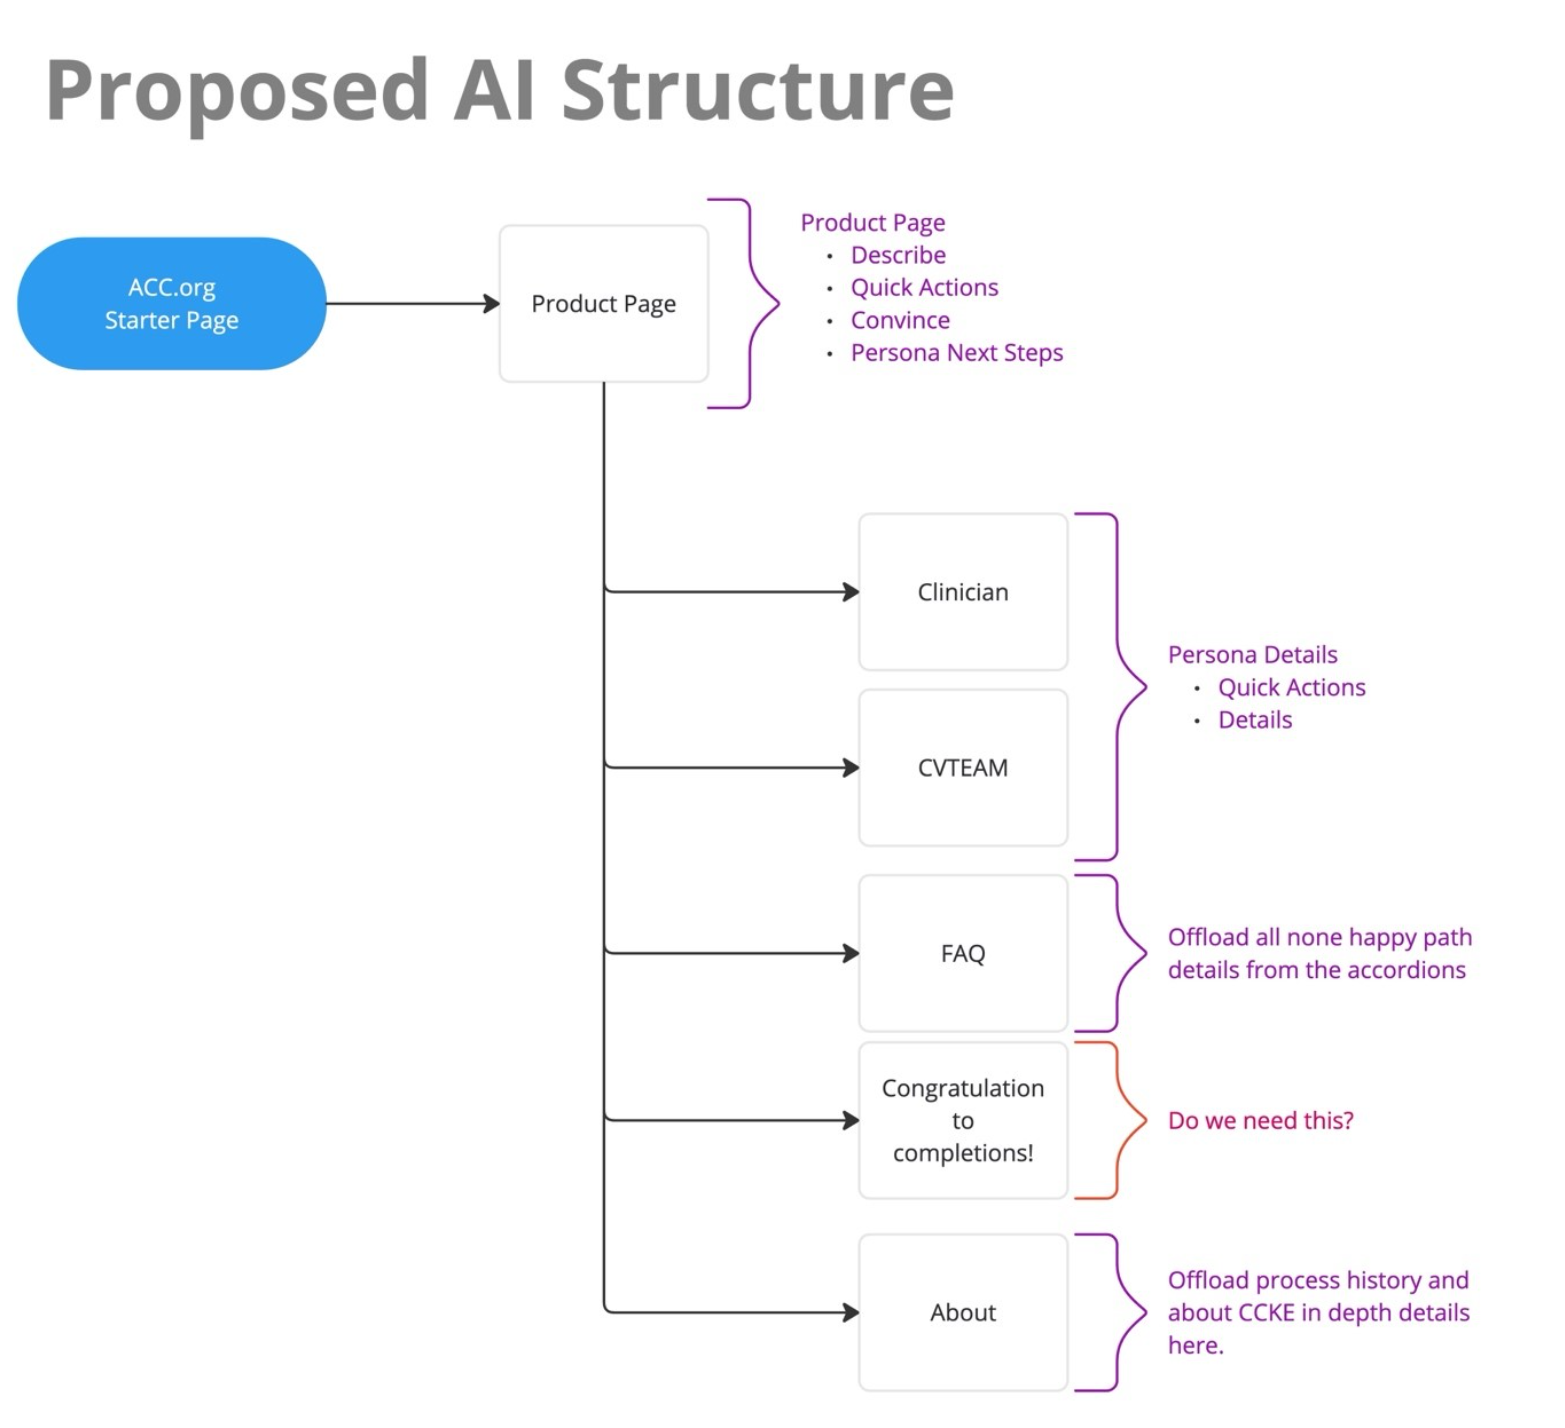 Proposed AI Structure
ACC.org
Starter Page
Product Page
Product Page
• Describe
• Quick Actions
• Convince
• Persona Next Steps
Clinician
CVTEAM
Persona Details
• Quick Actions
• Details
FAQ
Offload all none happy path
details from the accordions
Congratulation
to
completions!
Do we need this?
About
Offload process history and
about CCKE in depth details
here.